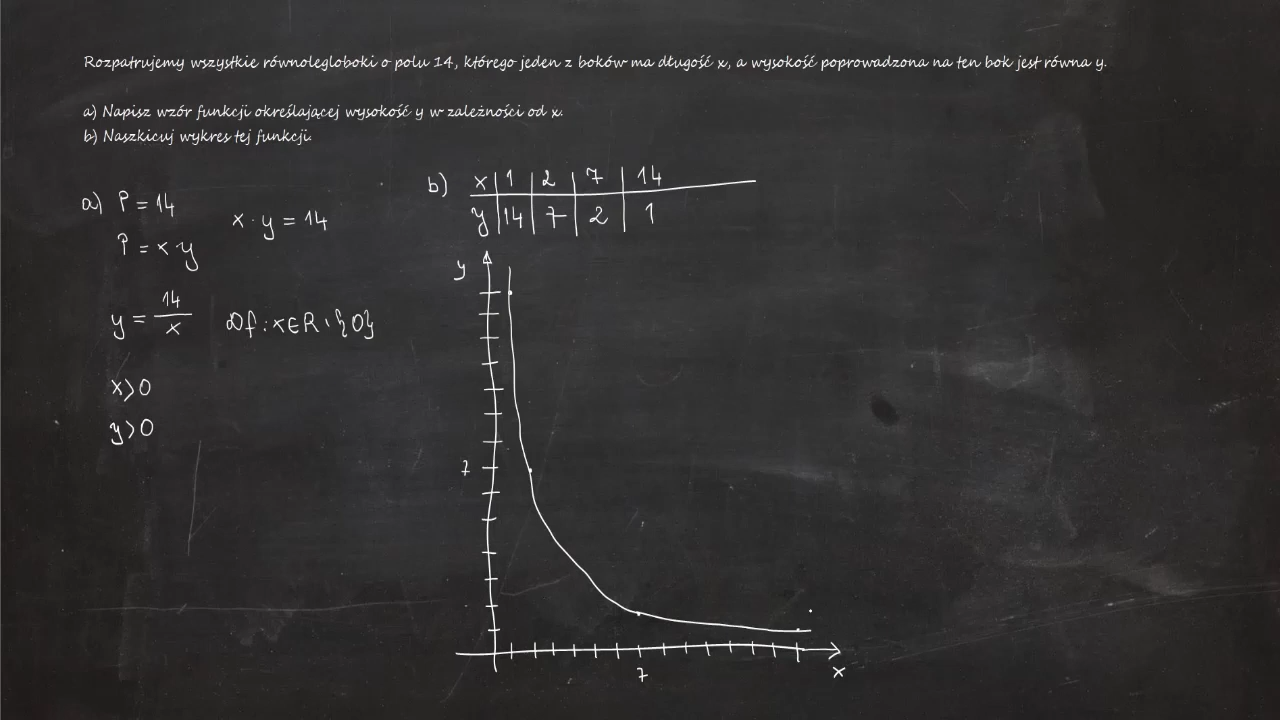 Rozpatrujemy wszystkie równoległoboki o polu 14, którego jeden z boków ma długość x, a wysokość poprowadzona na ten bok jest równa y.
a) Napisz wzór funkcji określającej wysokość y w zależności od x.
b) Naszkicuj wykres tej funkcji.
a) P = 14
x · y = 14
P = x · y
y = 14/x Df: x∈R \ {0}
x>0
y>0
b) x | 1 | 2 | 7 | 14
y | 14 | 7 | 2 | 1
y
7
7
x